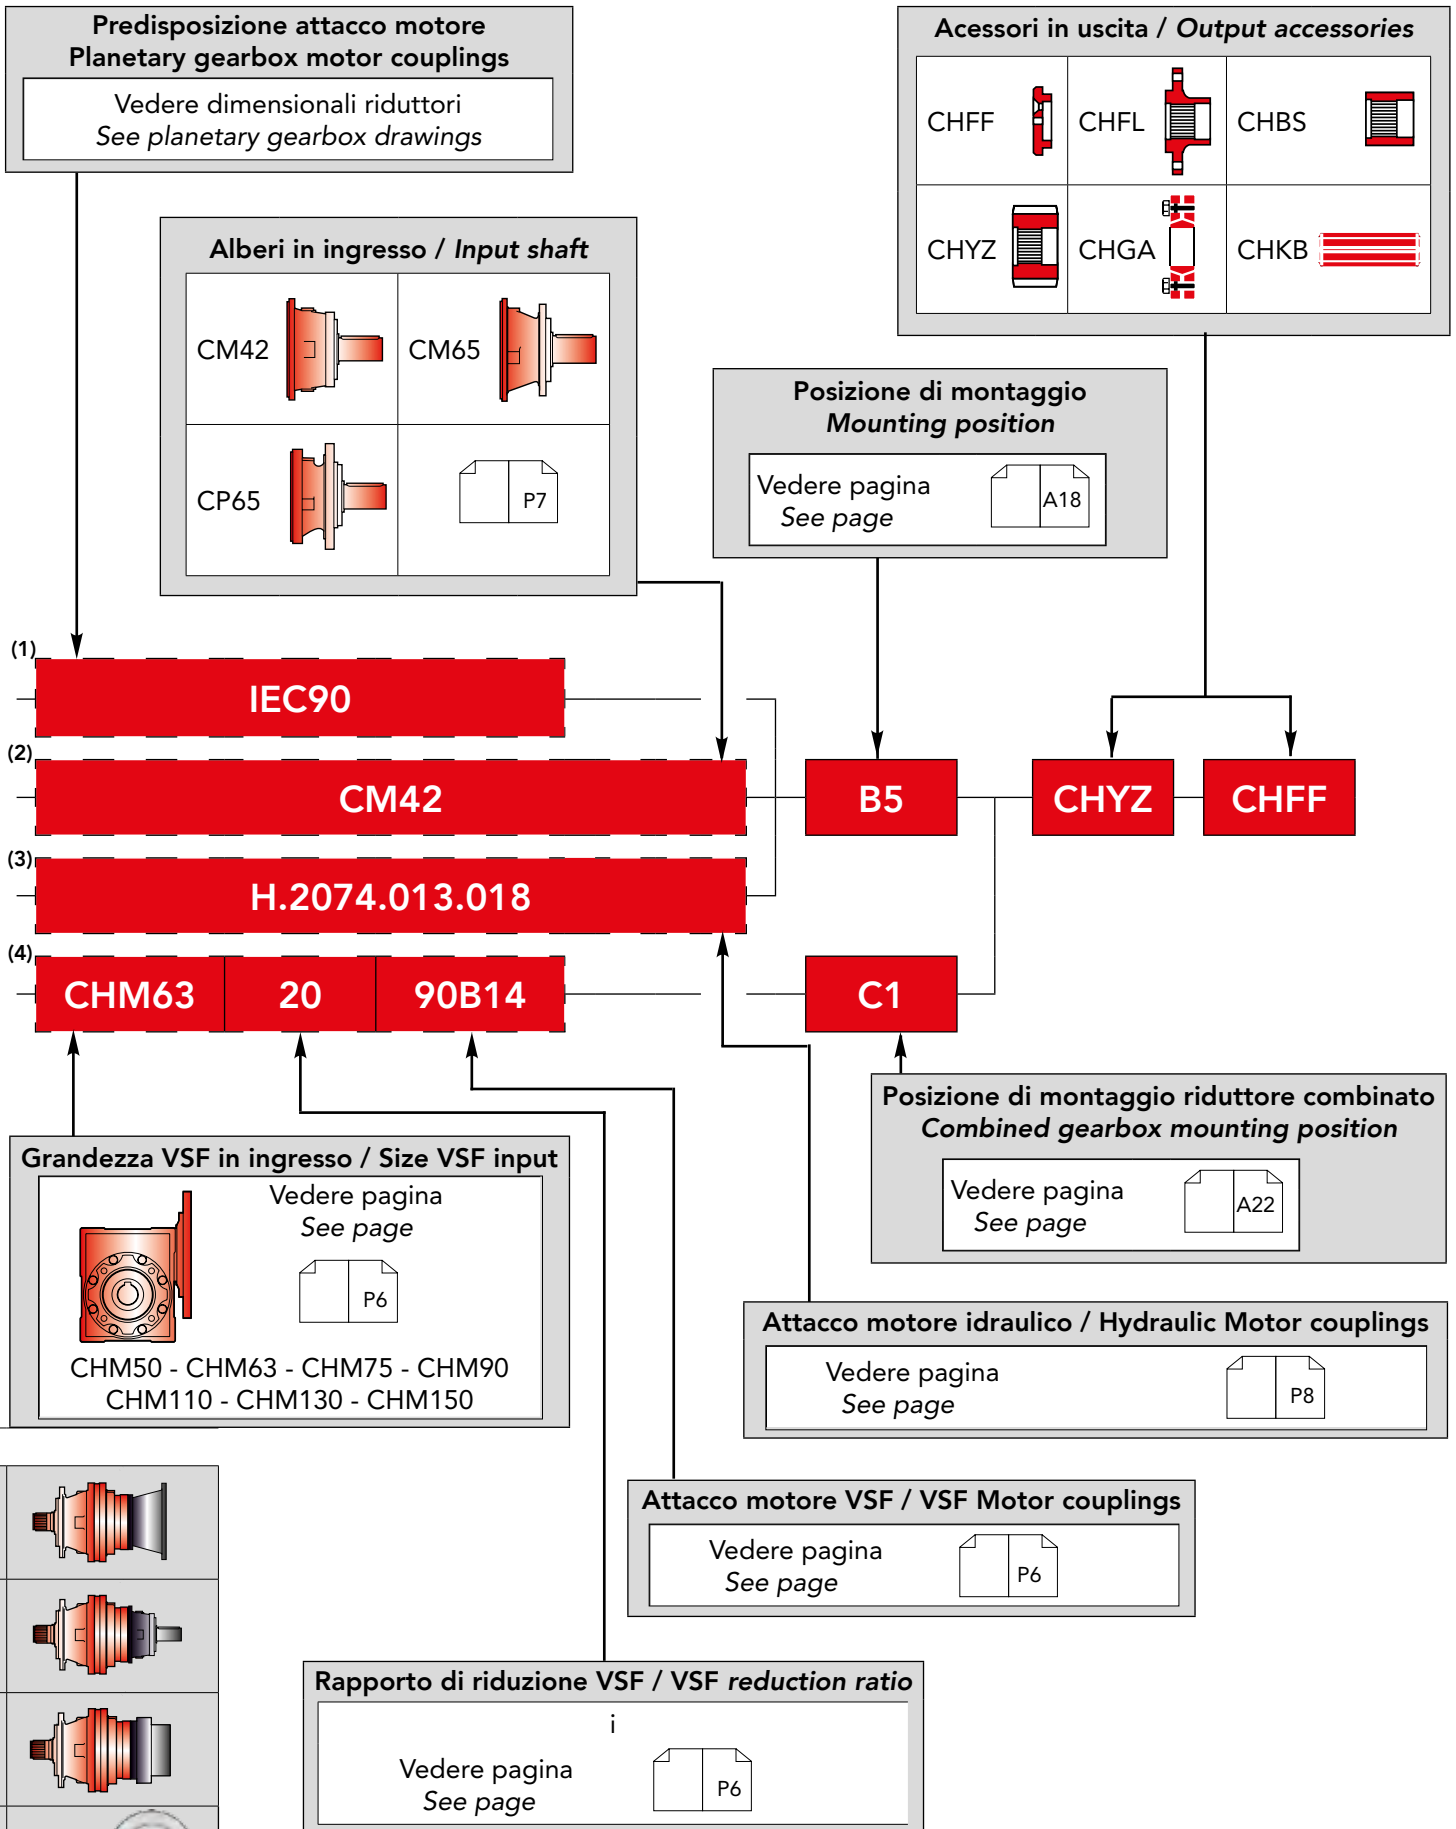 Predisposizione attacco motore
Planetary gearbox motor couplings
Vedere dimensionali riduttori
See planetary gearbox drawings
Acessori in uscita / Output accessories
CHFF
CHFL
CHBS
CHYZ
CHGA
CHKB
Alberi in ingresso / Input shaft
CM42
CM65
CP65
P7
Posizione di montaggio
Mounting position
Vedere pagina
See page
A18
(1)
IEC90
(2)
CM42
B5
CHYZ
CHFF
(3)
H.2074.013.018
(4)
CHM63
20
90B14
C1
Posizione di montaggio riduttore combinato
Combined gearbox mounting position
Vedere pagina
See page
A22
Grandezza VSF in ingresso / Size VSF input
Vedere pagina
See page
P6
CHM50 - CHM63 - CHM75 - CHM90
CHM110 - CHM130 - CHM150
Attacco motore idraulico / Hydraulic Motor couplings
Vedere pagina
See page
P8
Attacco motore VSF / VSF Motor couplings
Vedere pagina
See page
P6
Rapporto di riduzione VSF / VSF reduction ratio
i
Vedere pagina
See page
P6